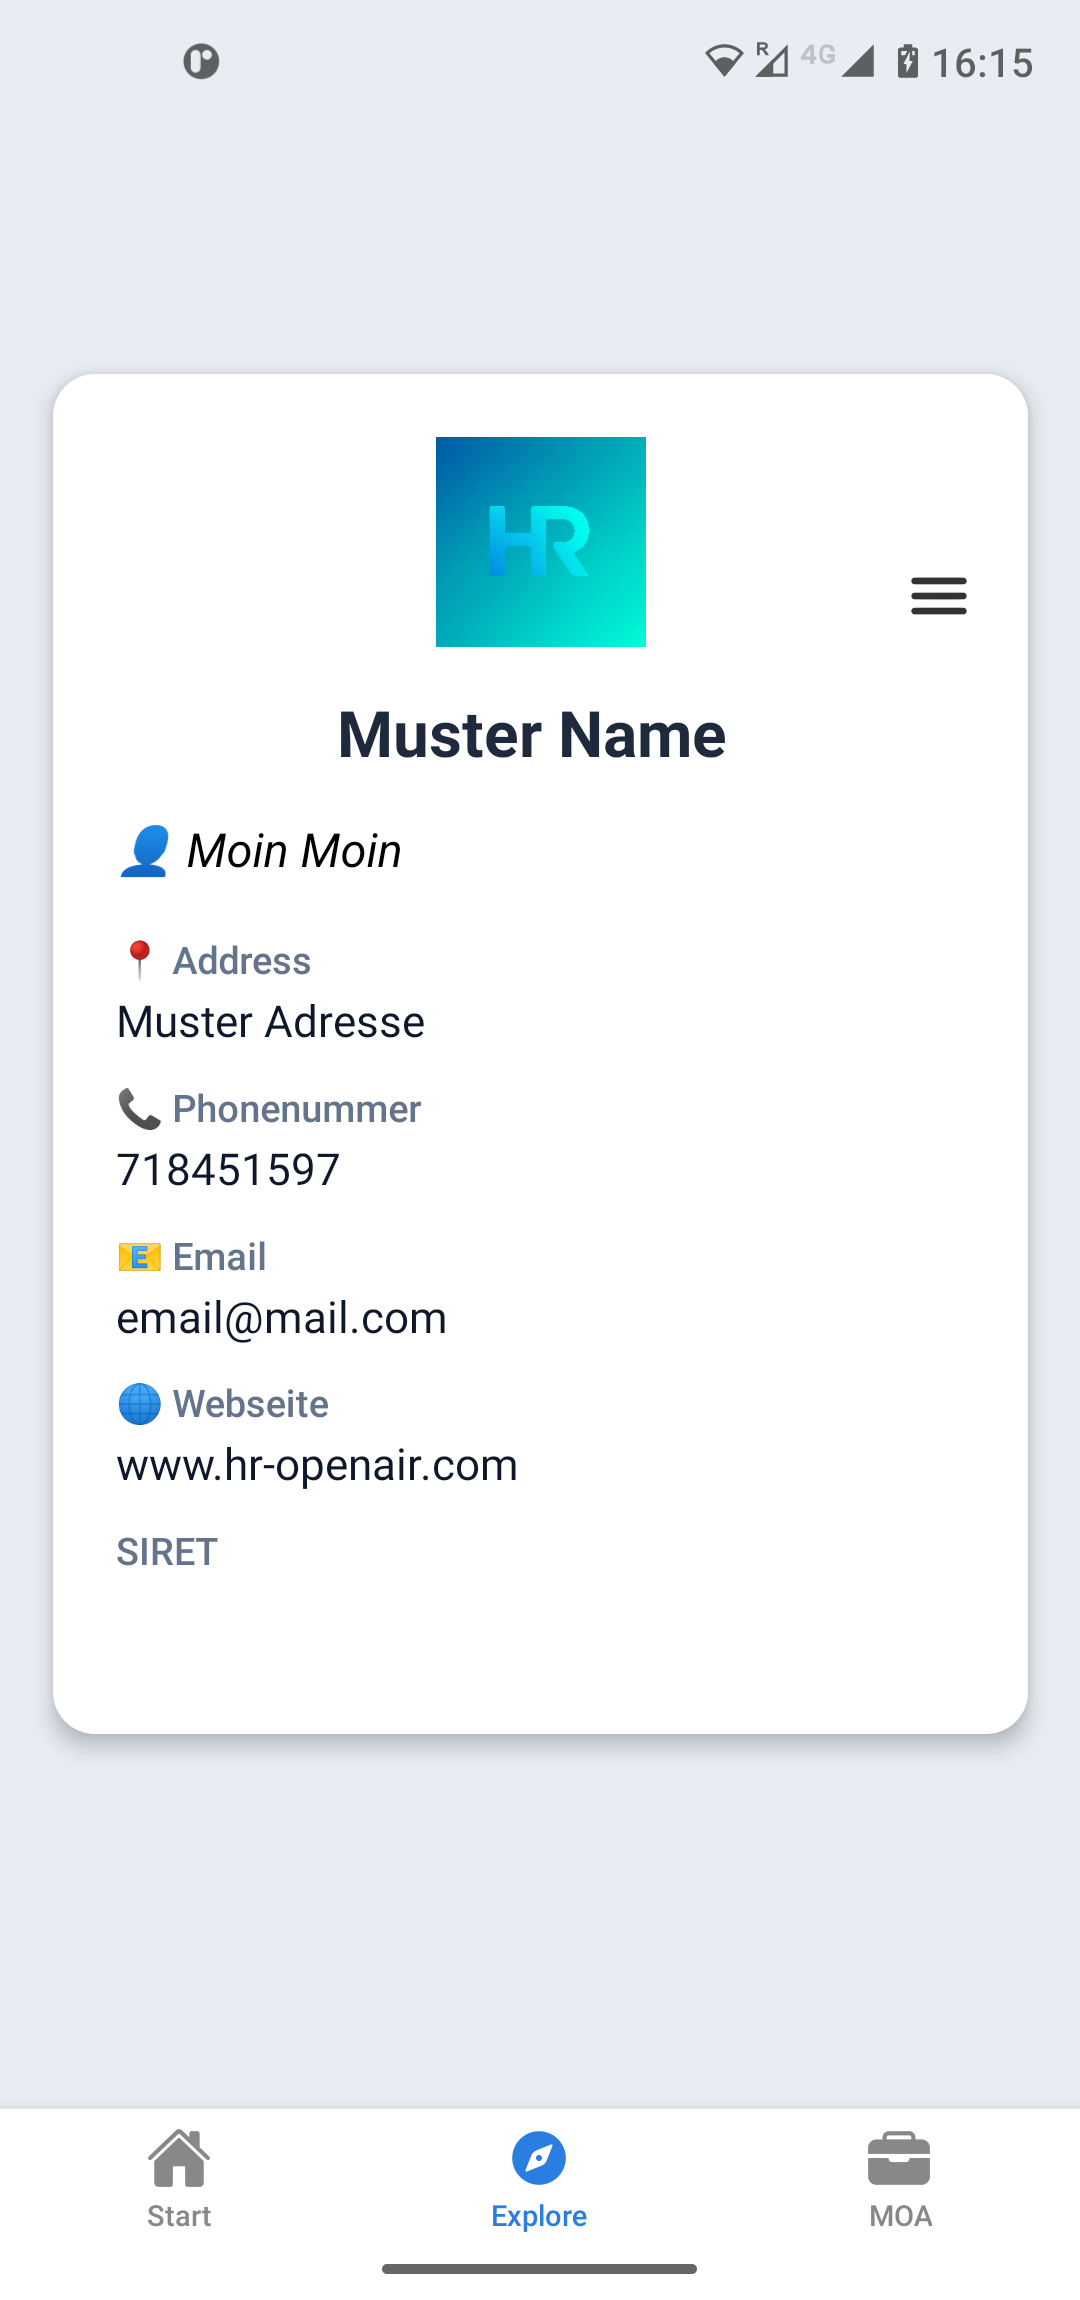 R 4G 16:15
HR
Muster Name
Moin Moin
Address
Muster Adresse
Phonenummer
718451597
Email
email@mail.com
Webseite
www.hr-openair.com
SIRET
Start
Explore
MOA